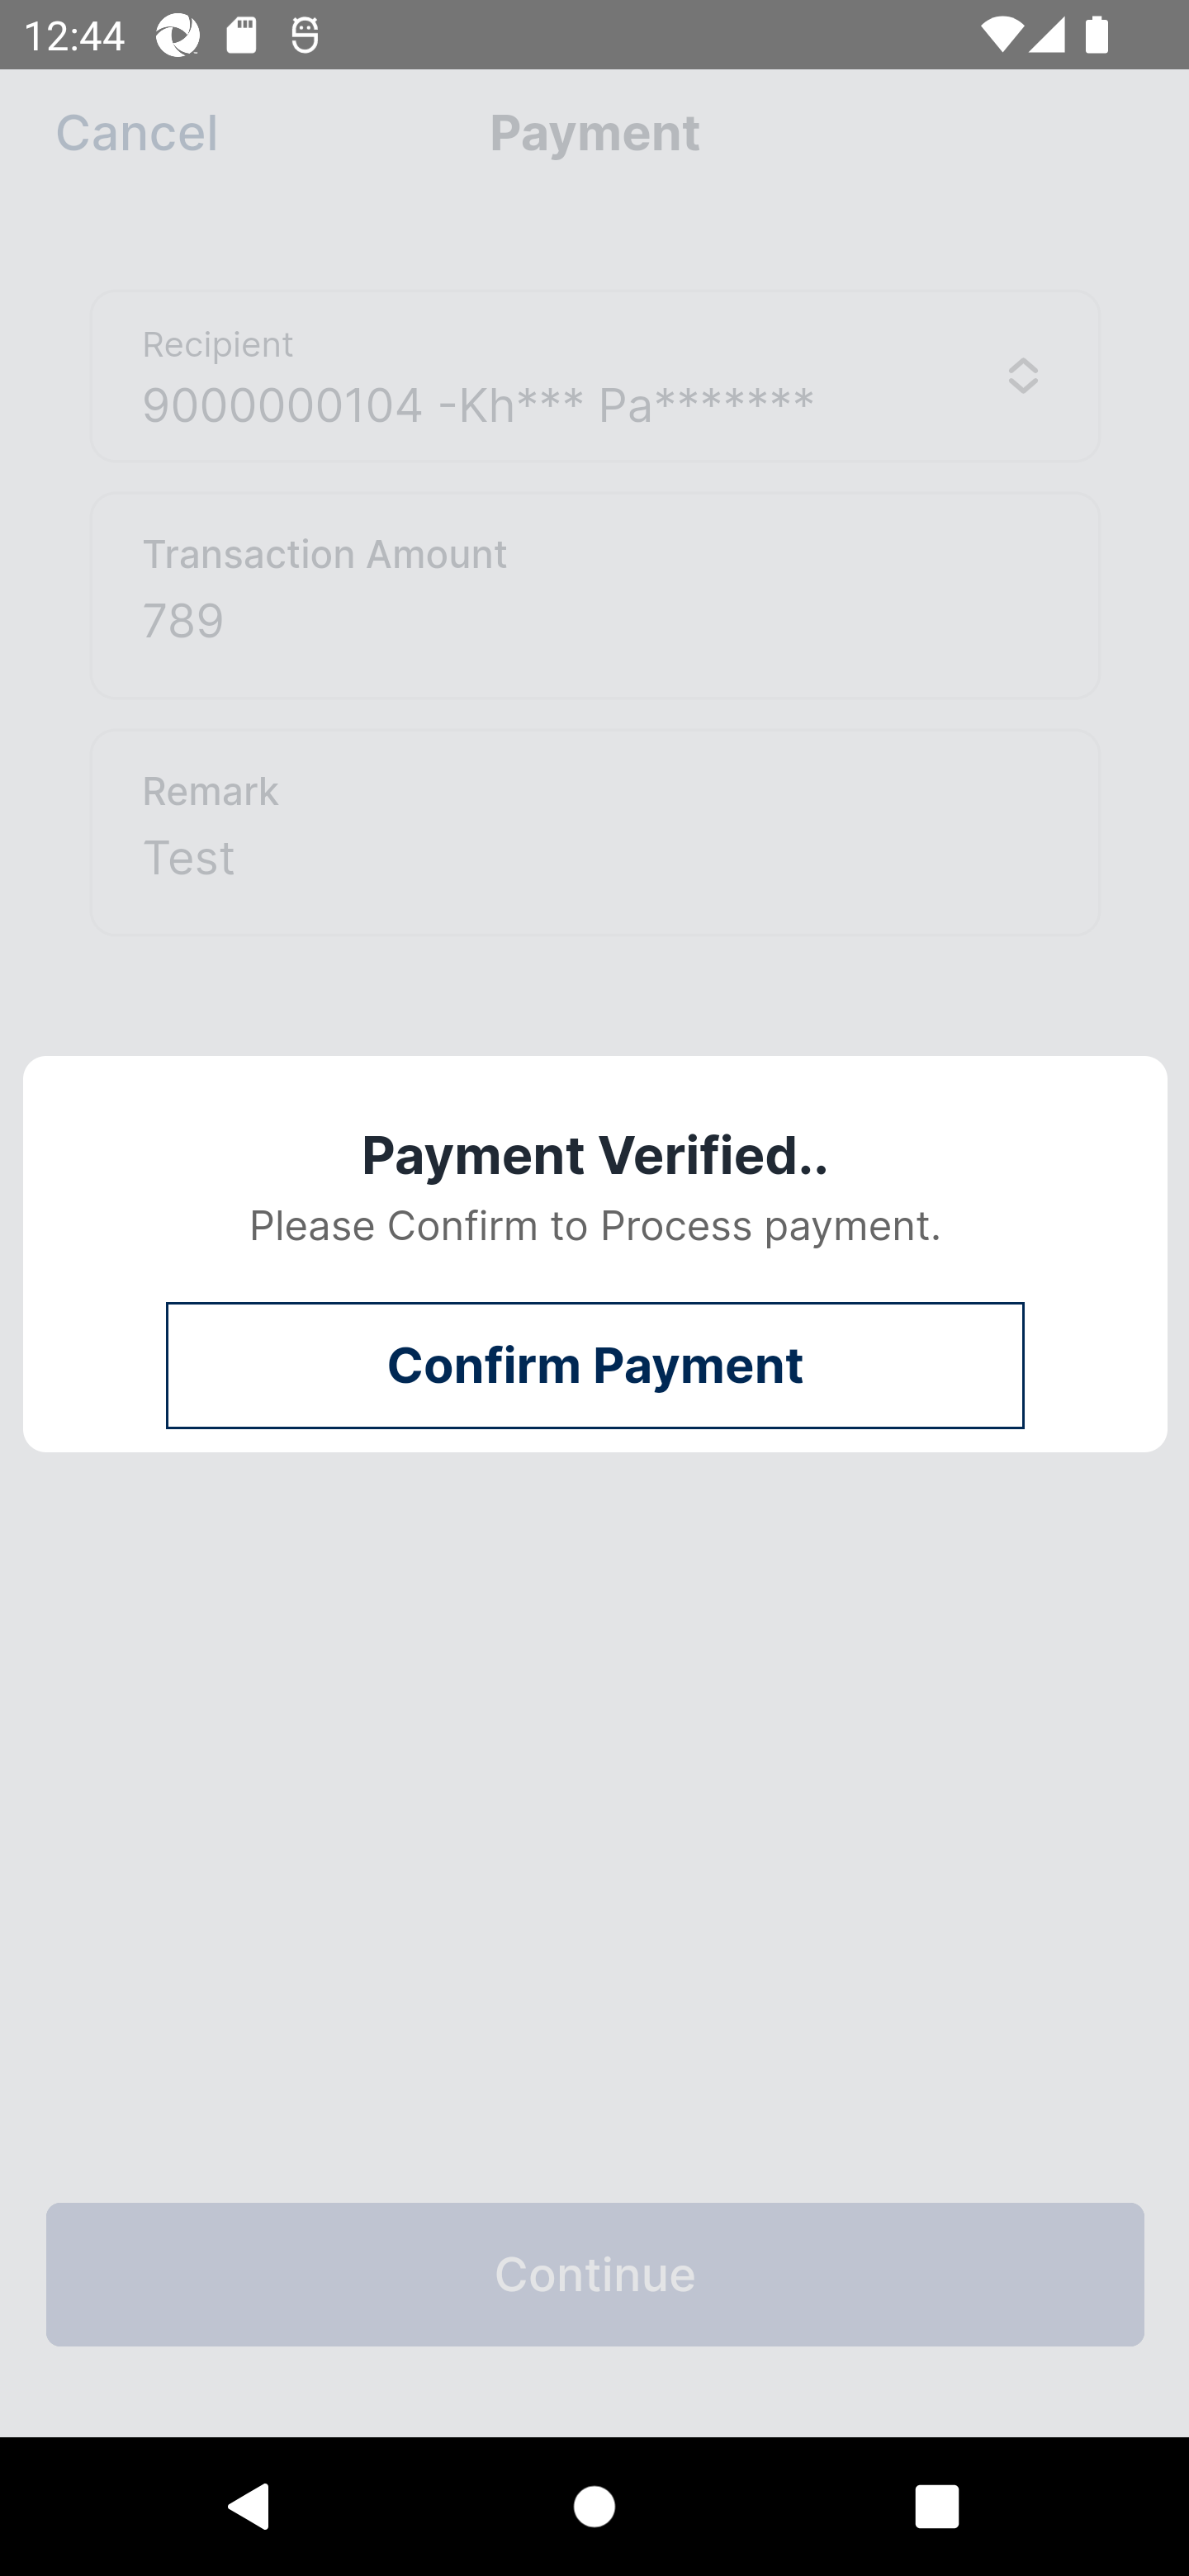 12:44
Cancel
Payment
Recipient
9000000104 -Kh*** Pa*******
Transaction Amount
789
Remark
Test
Payment Verified..
Please Confirm to Process payment.
Confirm Payment
Continue